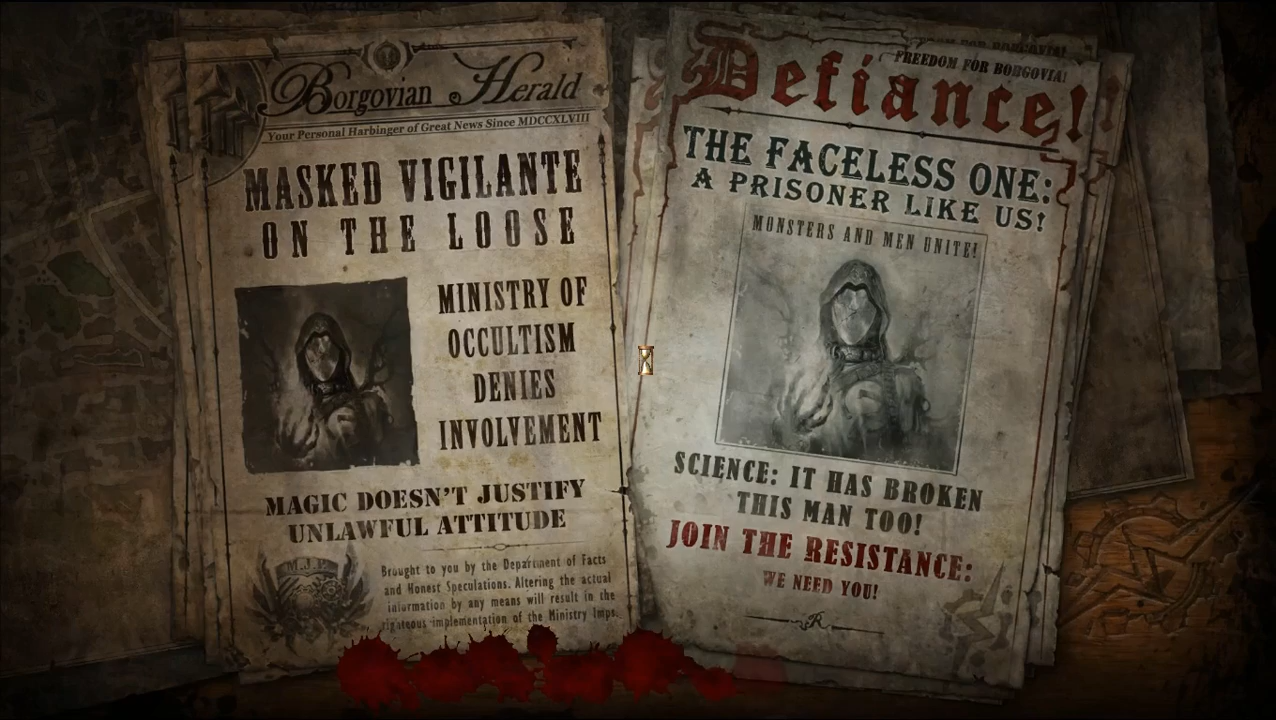 Borgovian Herald
Your Personal Harbinger of Great News Since MDCCXLVIII
MASKED VIGILANTE
ON THE LOOSE
MINISTRY OF
OCCULTISM
DENIES
INVOLVEMENT
MAGIC DOESN'T JUSTIFY
UNLAWFUL ATTITUDE
M.J.P.
Brought to you by the Department of Facts
and Honest Speculations. Altering the actual
information by any means will result in the
righteous implementation of the Ministry Imps.
FREEDOM FOR BORGOVIA!
Defiance!
THE FACELESS ONE:
A PRISONER LIKE US!
MONSTERS AND MEN UNITE!
SCIENCE: IT HAS BROKEN
THIS MAN TOO!
JOIN THE RESISTANCE:
WE NEED YOU!
R